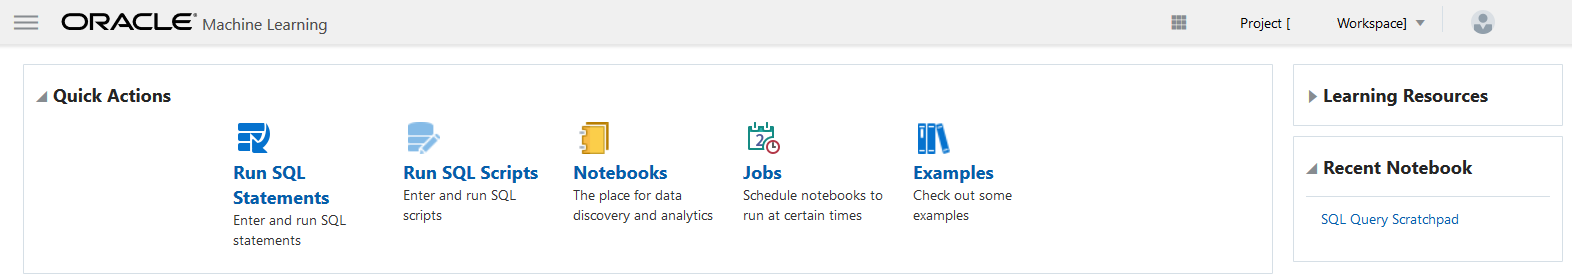 ORACLE Machine Learning
Project [ Workspace]
Quick Actions
Run SQL
Statements
Enter and run SQL
statements
Run SQL Scripts
Enter and run SQL
scripts
Notebooks
The place for data
discovery and analytics
2
Jobs
Schedule notebooks to
run at certain times
Examples
Check out some
examples
Learning Resources
Recent Notebook
SQL Query Scratchpad